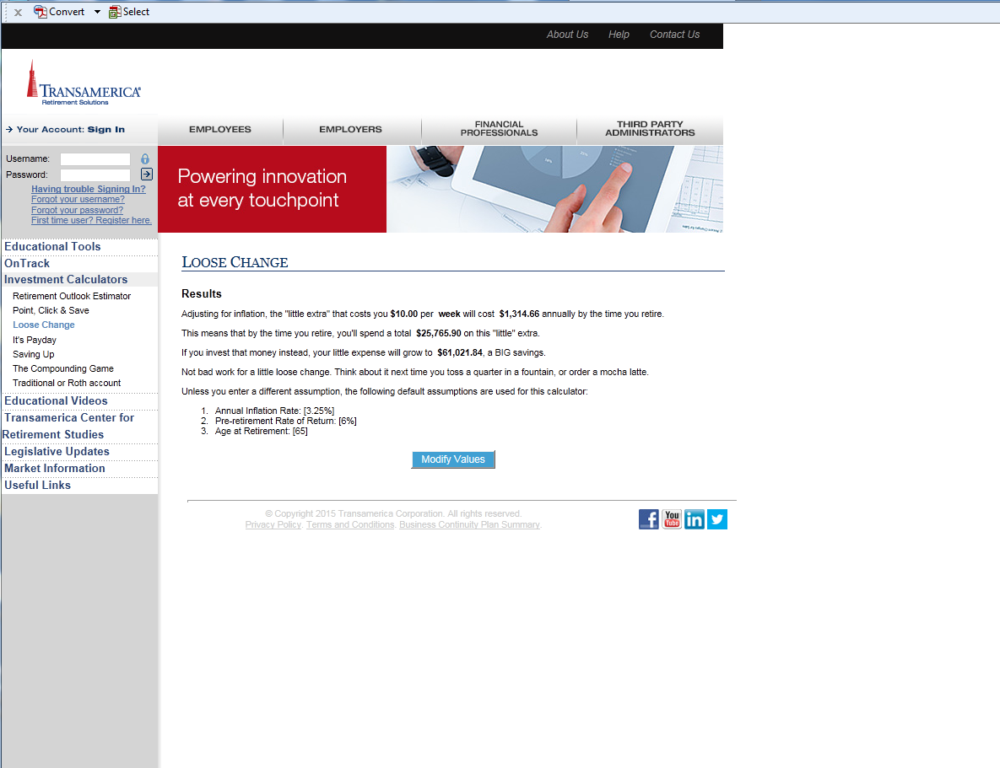 Convert
Select
About Us Help Contact Us
TRANSAMERICA®
Retirement Solutions
Your Account: Sign In
EMPLOYEES
EMPLOYERS
FINANCIAL
PROFESSIONALS
THIRD PARTY
ADMINISTRATORS
Username:
Password:
Having trouble Signing In?
Forgot your username?
Forgot your password?
First time user? Register here.
Powering innovation
at every touchpoint
Educational Tools
OnTrack
Investment Calculators
Retirement Outlook Estimator
Point, Click & Save
Loose Change
It's Payday
Saving Up
The Compounding Game
Traditional or Roth account
Educational Videos
Transamerica Center for
Retirement Studies
Legislative Updates
Market Information
Useful Links
LOOSE CHANGE
Results
Adjusting for inflation, the "little extra" that costs you $10.00 per week will cost $1,314.66 annually by the time you retire.
This means that by the time you retire, you'll spend a total $25,765.90 on this "little" extra.
If you invest that money instead, your little expense will grow to $61,021.84, a BIG savings.
Not bad work for a little loose change. Think about it next time you toss a quarter in a fountain, or order a mocha latte.
Unless you enter a different assumption, the following default assumptions are used for this calculator:
1. Annual Inflation Rate: [3.25%]
2. Pre-retirement Rate of Return: [6%]
3. Age at Retirement: [65]
Modify Values
© Copyright 2015 Transamerica Corporation. All rights reserved.
Privacy Policy. Terms and Conditions. Business Continuity Plan Summary.
f
You
Tube
in